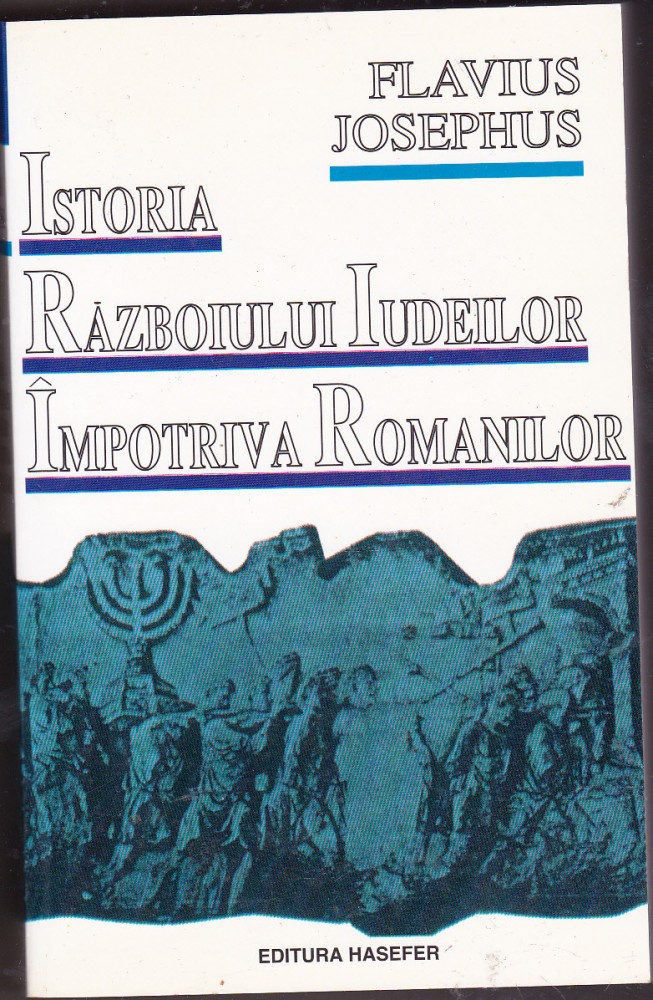 FLAVIUS
JOSEPHUS
ISTORIA
RĂZBOIULUI IUDEILOR
ÎMPOTRIVA ROMANILOR
EDITURA HASEFER